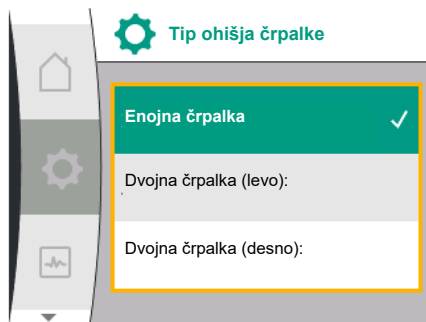 Tip ohišja črpalke
Enojna črpalka
Dvojna črpalka (levo):
Dvojna črpalka (desno):